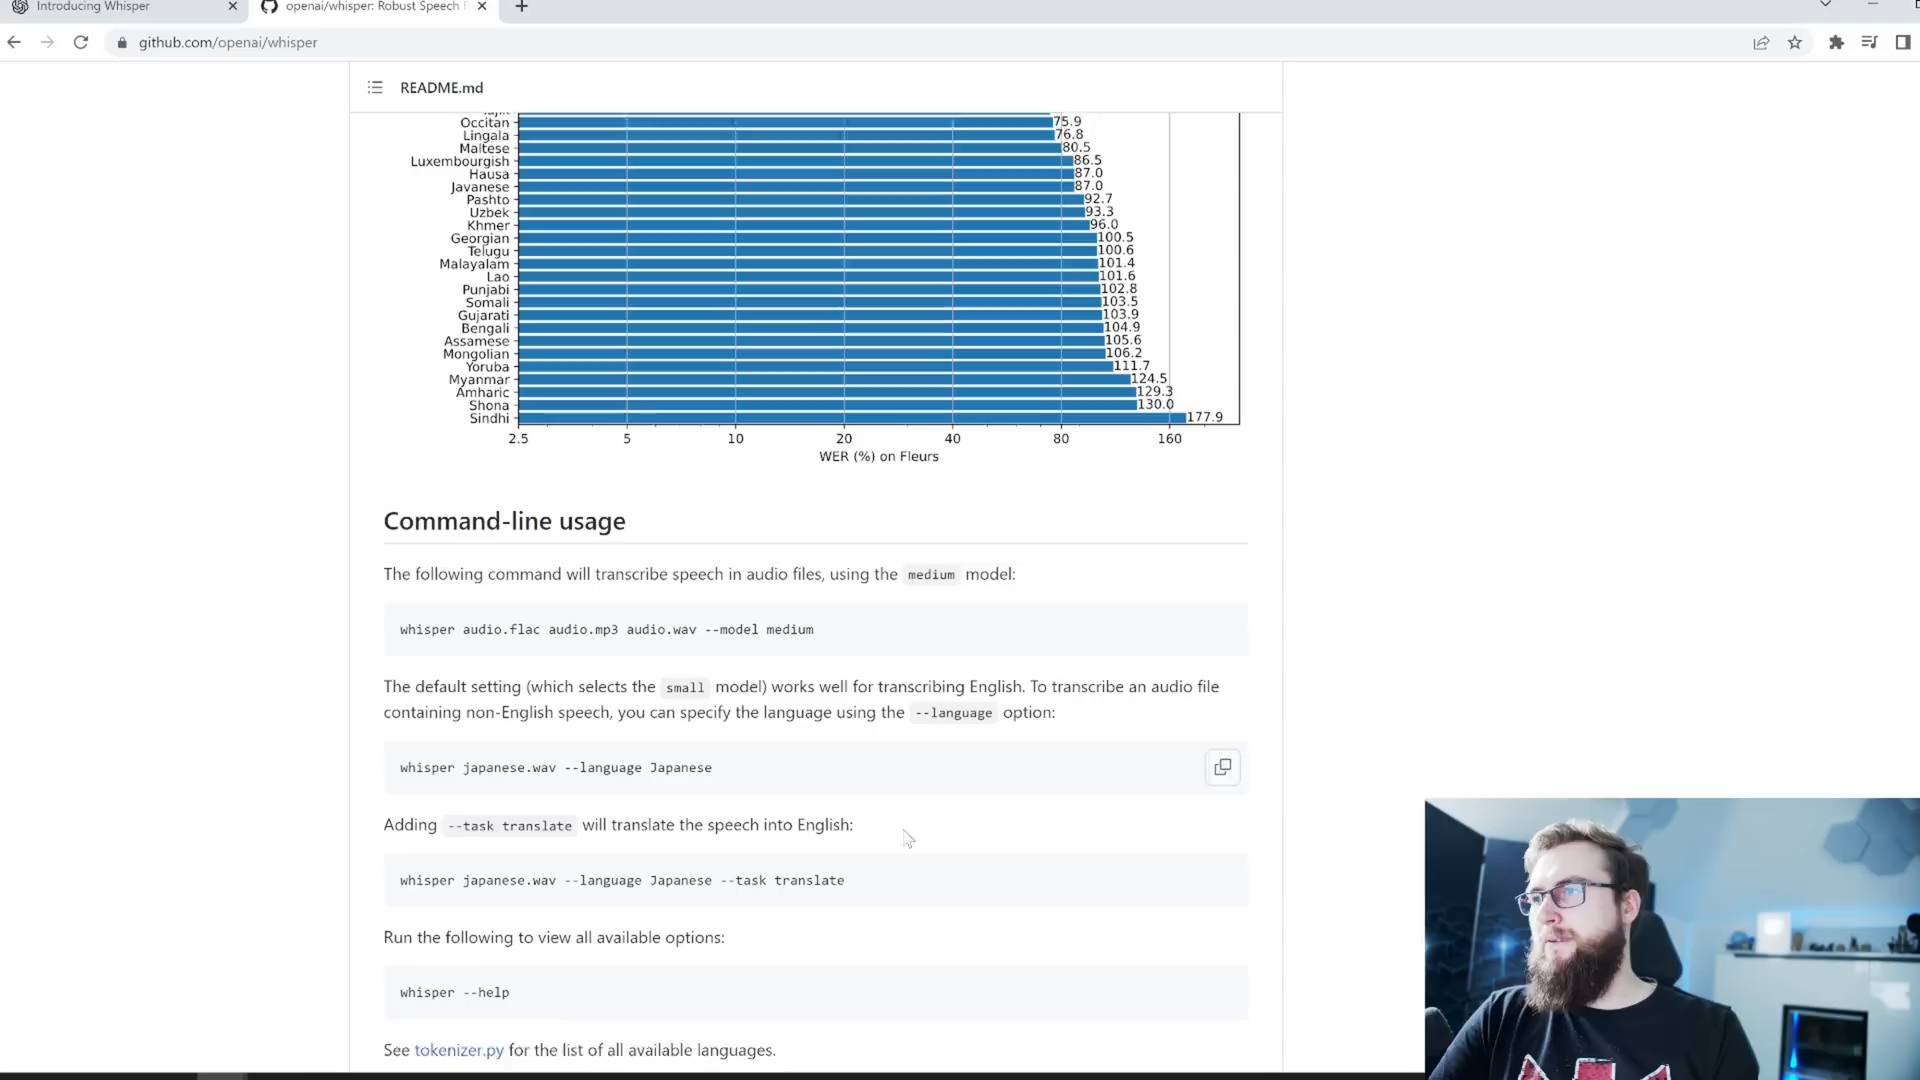 Introducing Whisper
openai/whisper: Robust Speech
github.com/openai/whisper
README.md
Occitan 75.9
Lingala 76.8
Maltese 80.5
Luxembourgish 86.5
Hausa 87.0
Javanese 87.0
Pashto 92.7
Uzbek 93.3
Khmer 96.0
Georgian 100.5
Telugu 100.6
Malayalam 101.4
Lao 101.6
Punjabi 102.8
Somali 103.5
Gujarati 103.9
Bengali 104.9
Assamese 105.6
Mongolian 106.2
Yoruba 111.7
Myanmar 124.5
Amharic 129.3
Shona 130.0
Sindhi 177.9
2.5 5 10 20 40 80 160
WER (%) on Fleurs
Command-line usage
The following command will transcribe speech in audio files, using the medium model:
whisper audio.flac audio.mp3 audio.wav --model medium
The default setting (which selects the small model) works well for transcribing English. To transcribe an audio file
containing non-English speech, you can specify the language using the --language option:
whisper japanese.wav --language Japanese
Adding --task translate will translate the speech into English:
whisper japanese.wav --language Japanese --task translate
Run the following to view all available options:
whisper --help
See tokenizer.py for the list of all available languages.